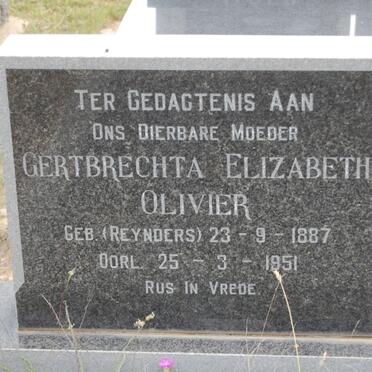 TER GEDAGTENIS AAN
ONS DIERBARE MOEDER
GERTBRECHTA ELIZABETH
OLIVIER
GEB. (REYNDERS) 23 - 9 - 1887
OORL. 25 - 3 - 1951
RUS IN VREDE.